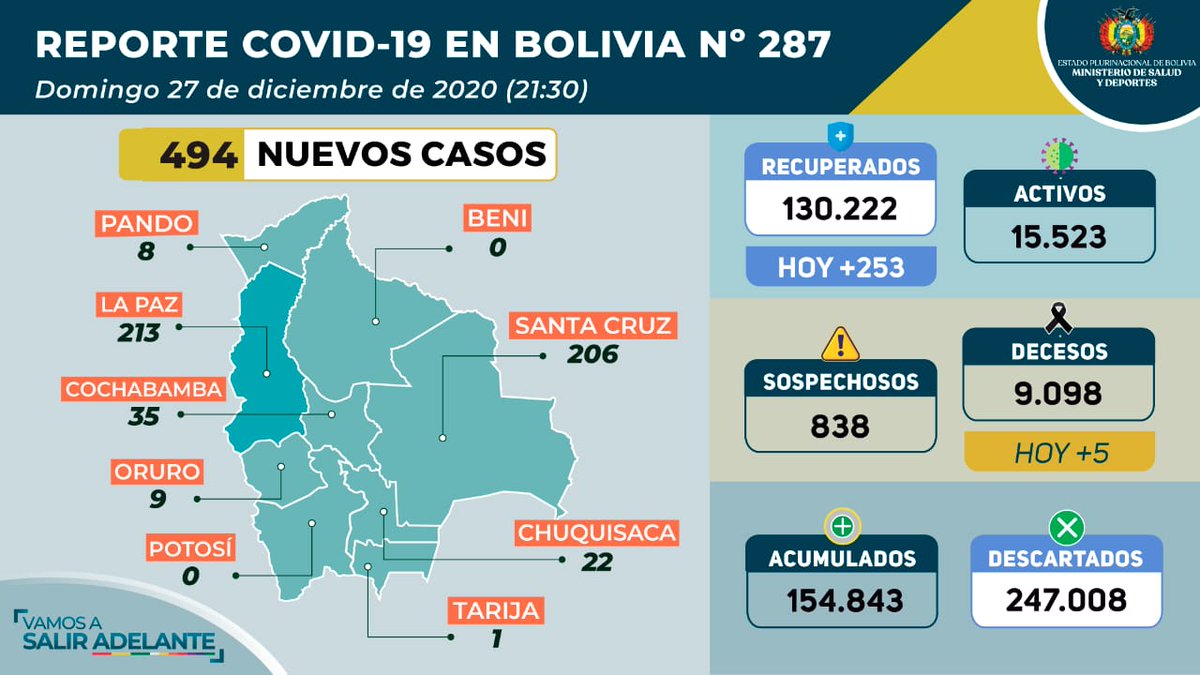 REPORTE COVID-19 EN BOLIVIA Nº 287
Domingo 27 de diciembre de 2020 (21:30)
ESTADO PLURINACIONAL DE BOLIVIA
MINISTERIO DE SALUD
Y DEPORTES
494 NUEVOS CASOS
PANDO
8
BENI
0
LA PAZ
213
SANTA CRUZ
206
COCHABAMBA
35
ORURO
9
CHUQUISACA
22
POTOSÍ
0
TARIJA
1
RECUPERADOS
130.222
HOY +253
ACTIVOS
15.523
SOSPECHOSOS
838
DECESOS
9.098
HOY +5
ACUMULADOS
154.843
DESCARTADOS
247.008
VAMOS A
SALIR ADELANTE